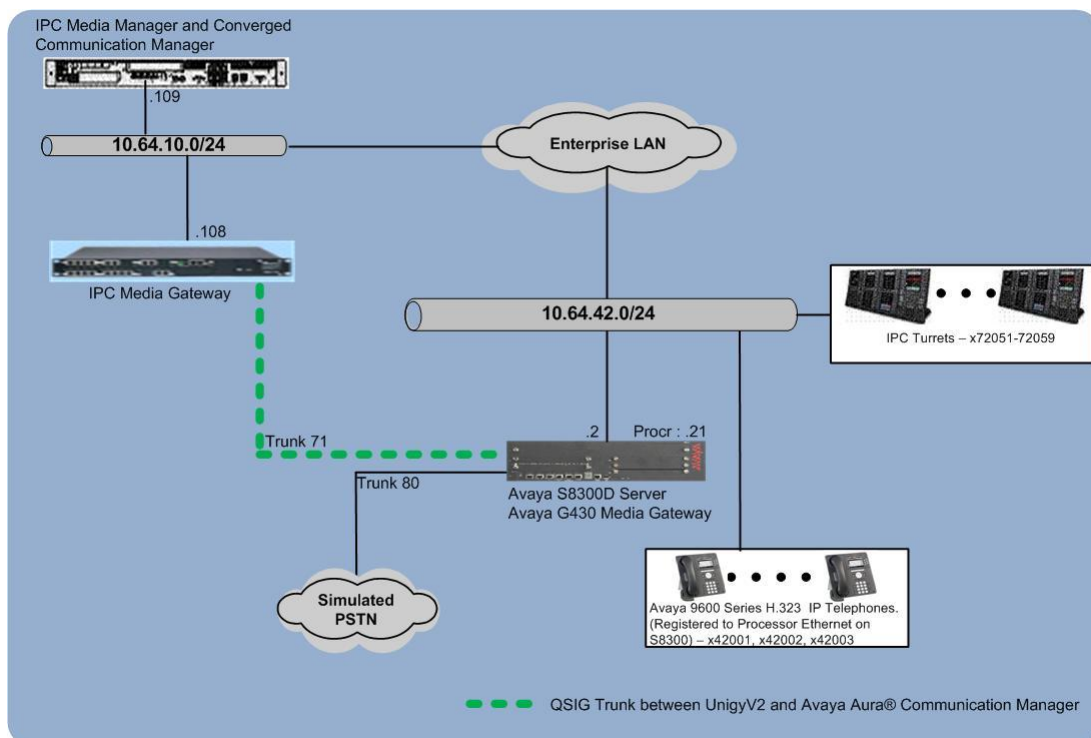 IPC Media Manager and Converged
Communication Manager
.109
10.64.10.0/24
Enterprise LAN
.108
IPC Media Gateway
10.64.42.0/24
IPC Turrets – x72051-72059
.2
Procr : .21
Trunk 71
Trunk 80
Avaya S8300D Server
Avaya G430 Media Gateway
Simulated
PSTN
Avaya 9600 Series H.323 IP Telephones.
(Registered to Processor Ethernet on
S8300) – x42001, x42002, x42003
QSIG Trunk between UnigyV2 and Avaya Aura® Communication Manager